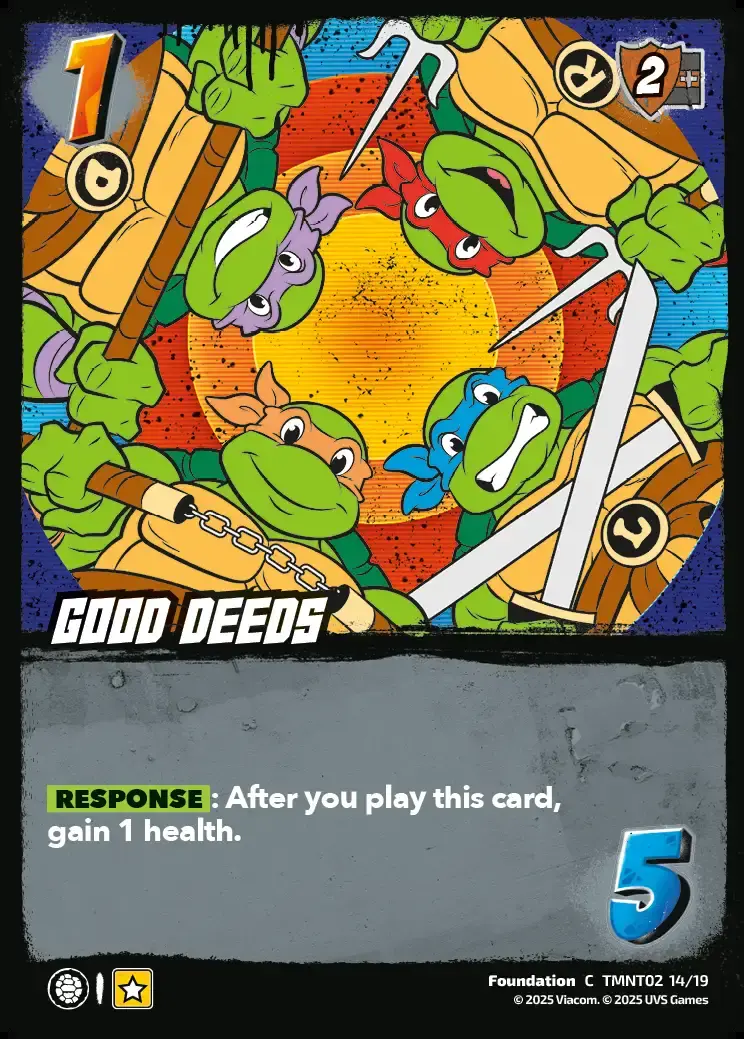 1
2
R
D
L
GOOD DEEDS
RESPONSE: After you play this card,
gain 1 health.
5
Foundation C TMNT02 14/19
© 2025 Viacom. © 2025 UVS Games